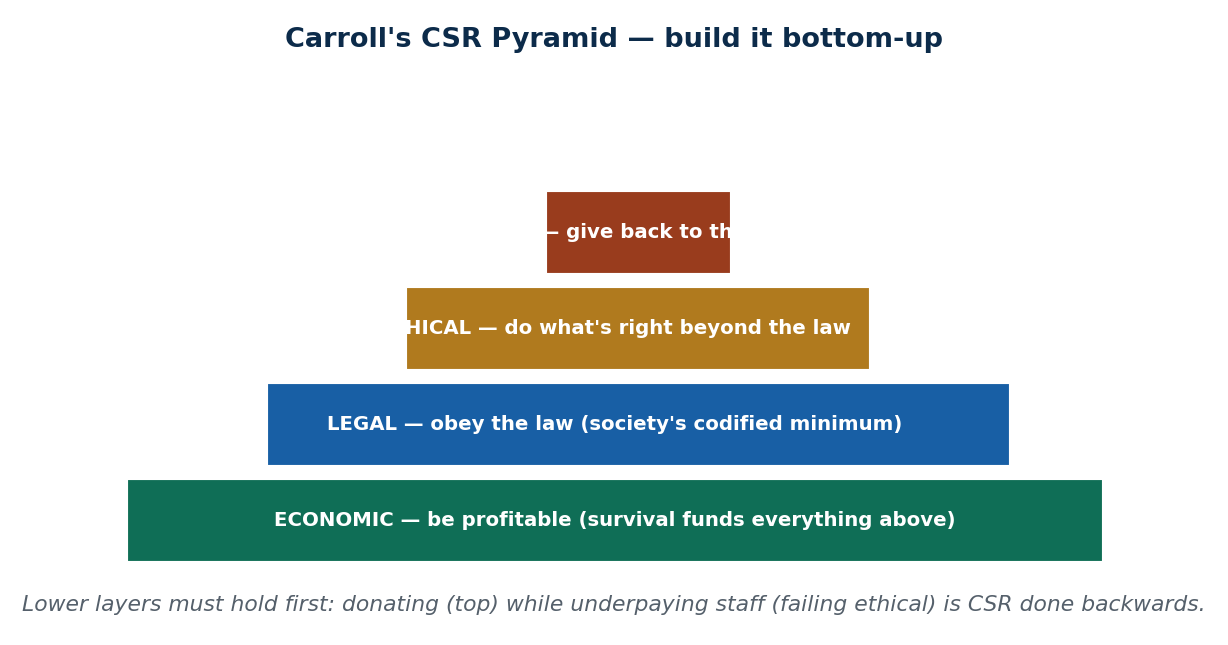 Carroll's CSR Pyramid — build it bottom-up
— give back to th
HICAL — do what's right beyond the law
LEGAL — obey the law (society's codified minimum)
ECONOMIC — be profitable (survival funds everything above)
Lower layers must hold first: donating (top) while underpaying staff (failing ethical) is CSR done backwards.